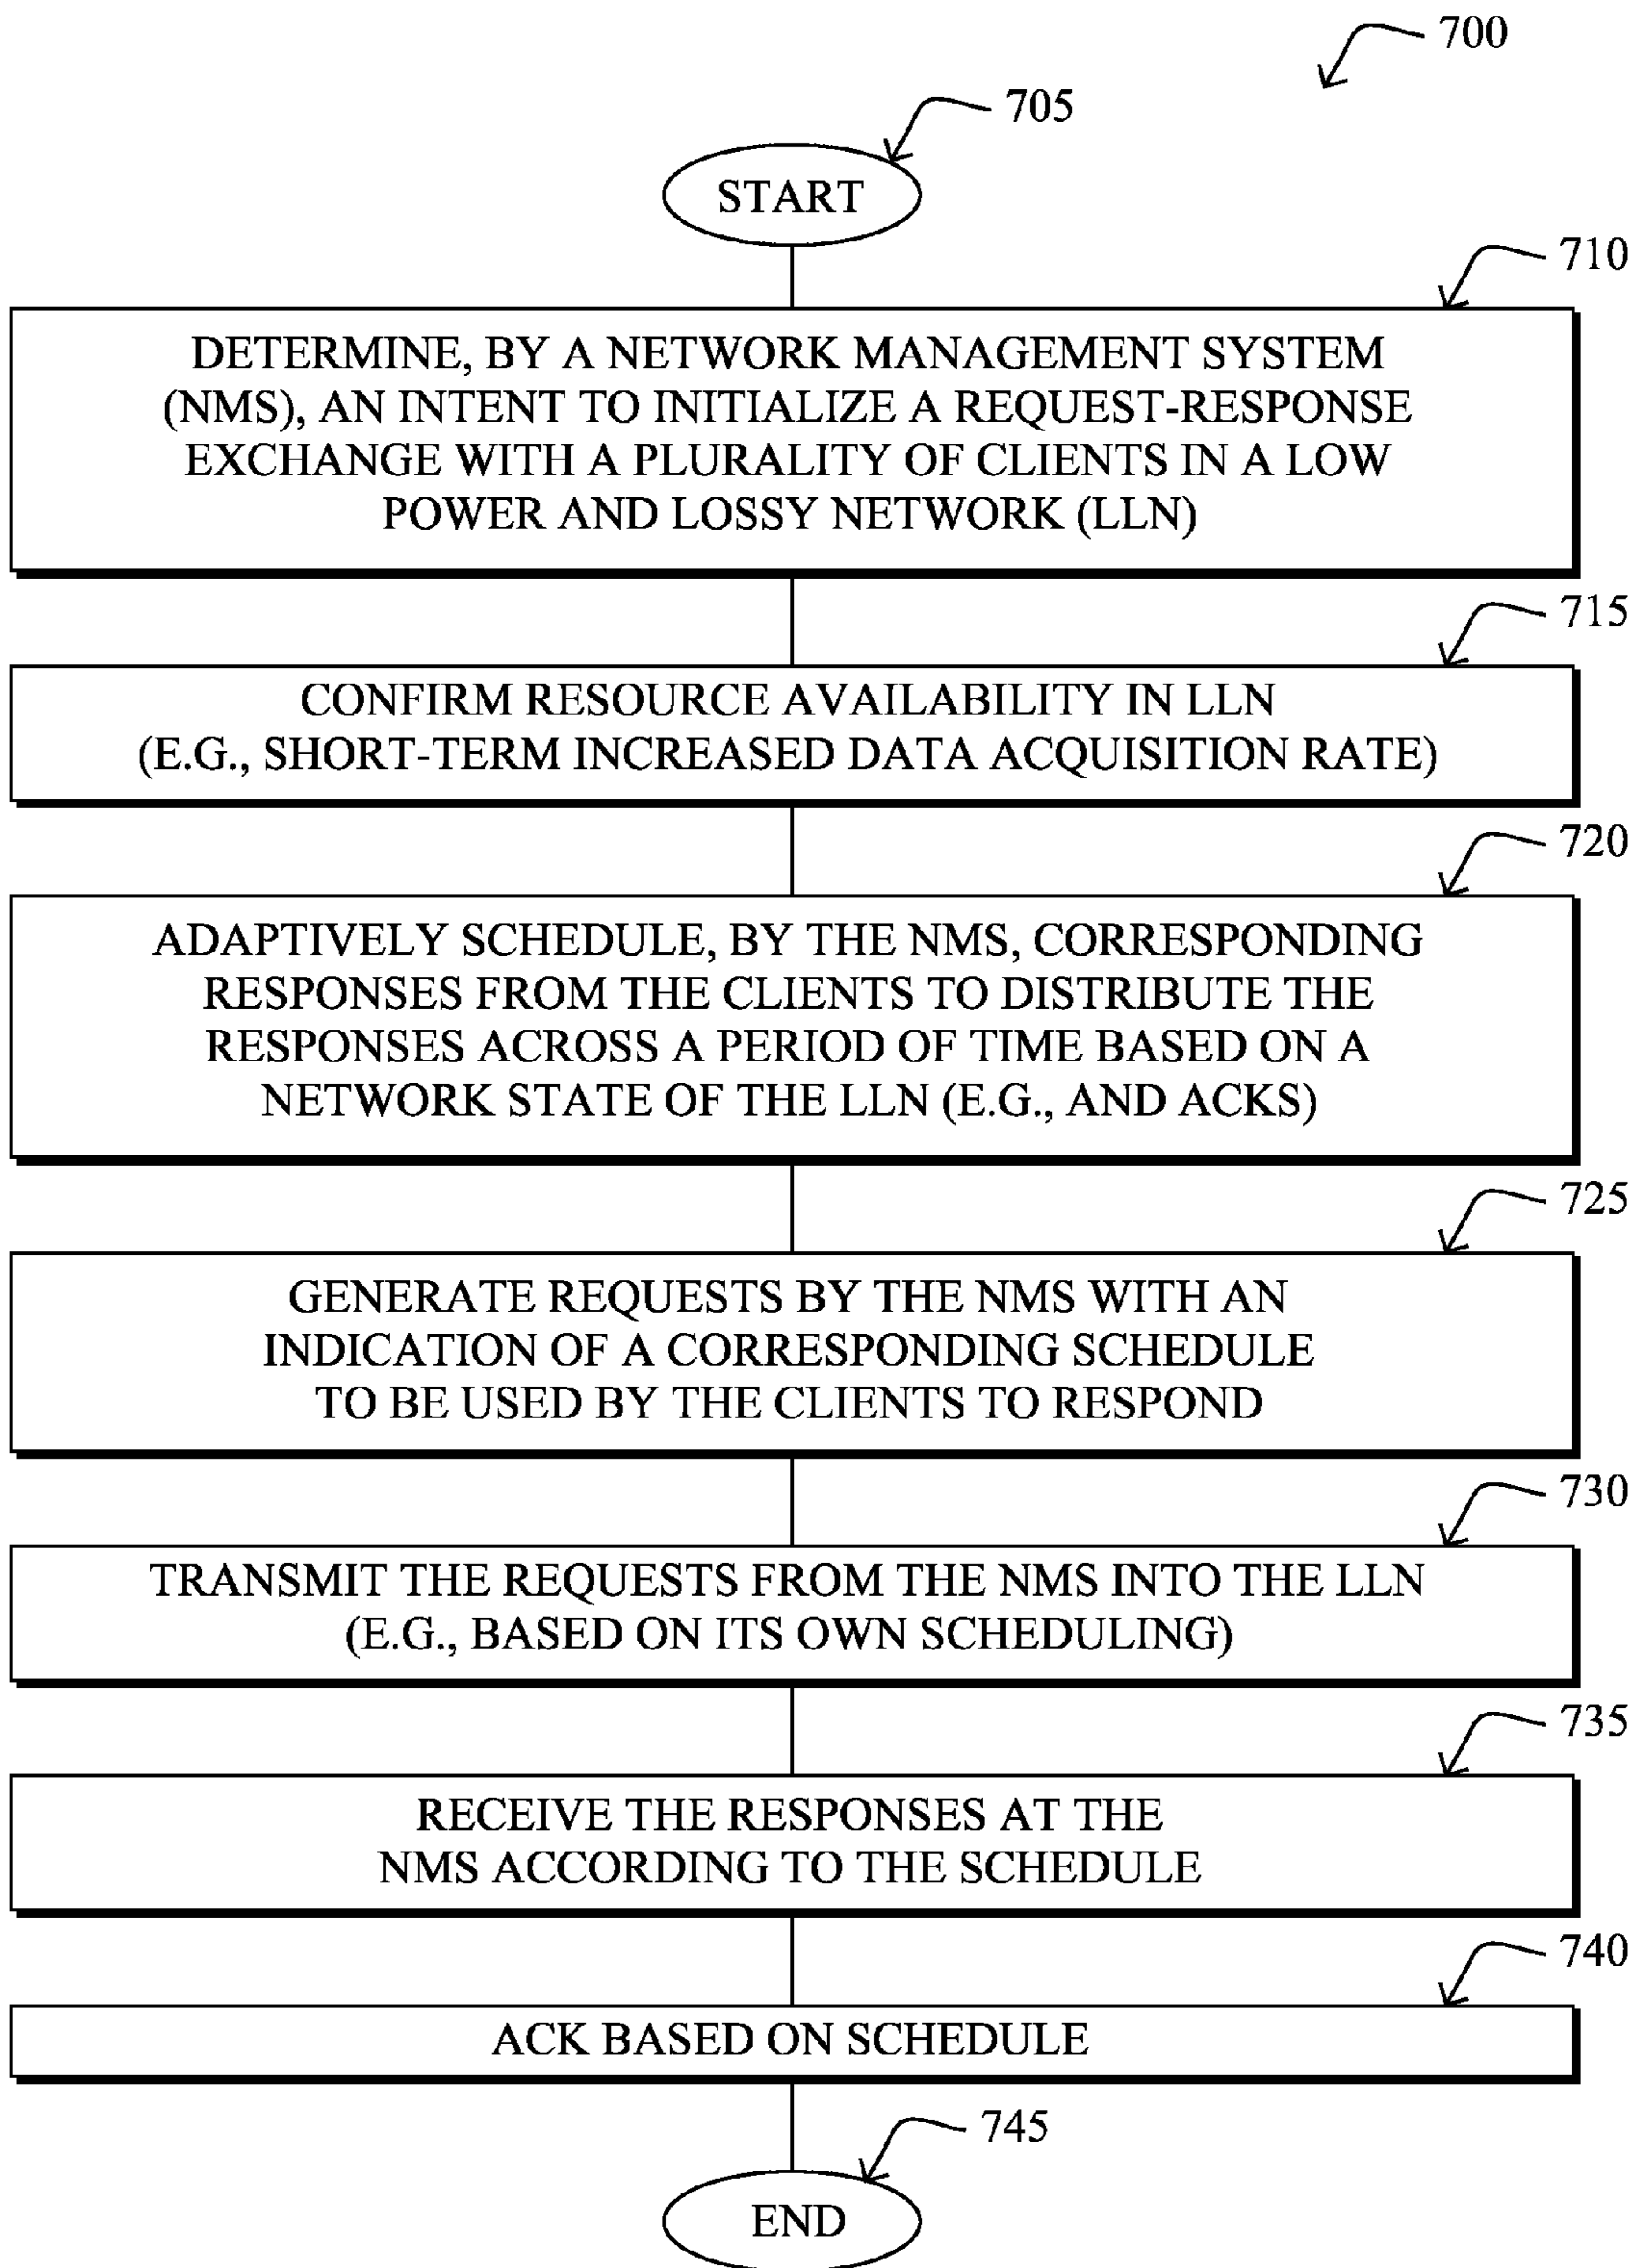 700
705
START
710
DETERMINE, BY A NETWORK MANAGEMENT SYSTEM
(NMS), AN INTENT TO INITIALIZE A REQUEST-RESPONSE
EXCHANGE WITH A PLURALITY OF CLIENTS IN A LOW
POWER AND LOSSY NETWORK (LLN)
715
CONFIRM RESOURCE AVAILABILITY IN LLN
(E.G., SHORT-TERM INCREASED DATA ACQUISITION RATE)
720
ADAPTIVELY SCHEDULE, BY THE NMS, CORRESPONDING
RESPONSES FROM THE CLIENTS TO DISTRIBUTE THE
RESPONSES ACROSS A PERIOD OF TIME BASED ON A
NETWORK STATE OF THE LLN (E.G., AND ACKS)
725
GENERATE REQUESTS BY THE NMS WITH AN
INDICATION OF A CORRESPONDING SCHEDULE
TO BE USED BY THE CLIENTS TO RESPOND
730
TRANSMIT THE REQUESTS FROM THE NMS INTO THE LLN
(E.G., BASED ON ITS OWN SCHEDULING)
735
RECEIVE THE RESPONSES AT THE
NMS ACCORDING TO THE SCHEDULE
740
ACK BASED ON SCHEDULE
745
END